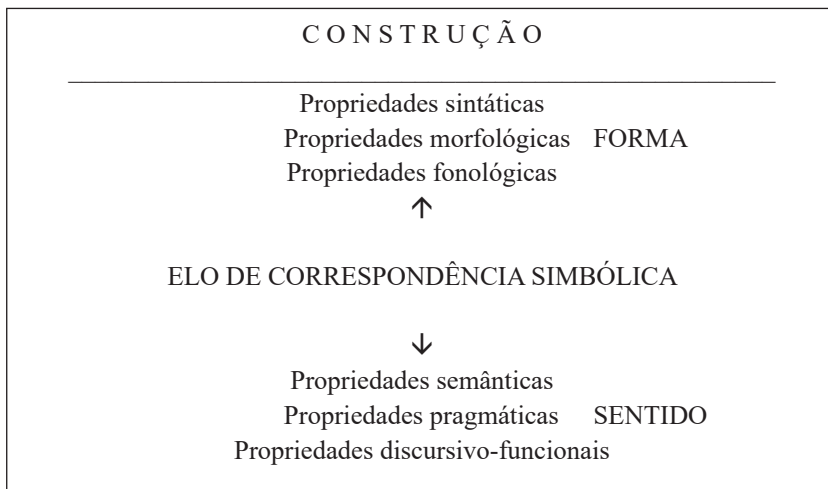 C O N S T R U Ç Ã O
Propriedades sintáticas
Propriedades morfológicas FORMA
Propriedades fonológicas
↑
ELO DE CORRESPONDÊNCIA SIMBÓLICA
↓
Propriedades semânticas
Propriedades pragmáticas SENTIDO
Propriedades discursivo-funcionais